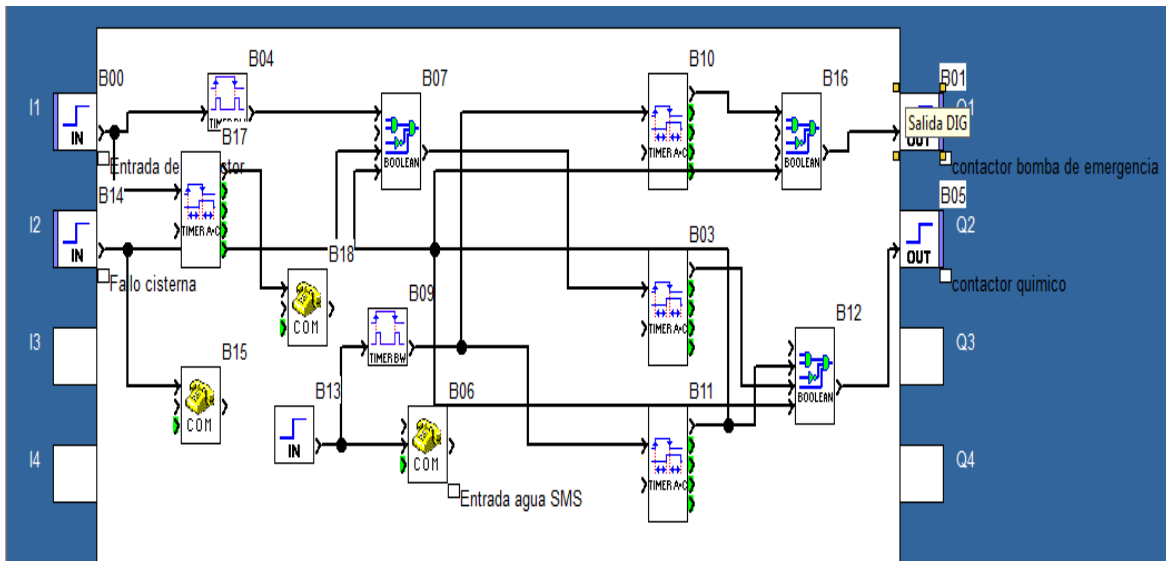 B00
B04
B07
B10
B16
B01
I1
Q1
IN
TIMER BW
BOOLEAN
TIMER A•C
BOOLEAN
OUT
Salida DIG
B17
Entrada de
tor
contactor bomba de emergencia
B14
TIMER A•C
B05
I2
Q2
IN
OUT
Fallo cisterna
B18
B03
contactor quimico
COM
B09
TIMER A•C
B12
I3
Q3
B15
TIMER BW
BOOLEAN
COM
B13
B06
B11
IN
COM
TIMER A•C
I4
Q4
Entrada agua SMS